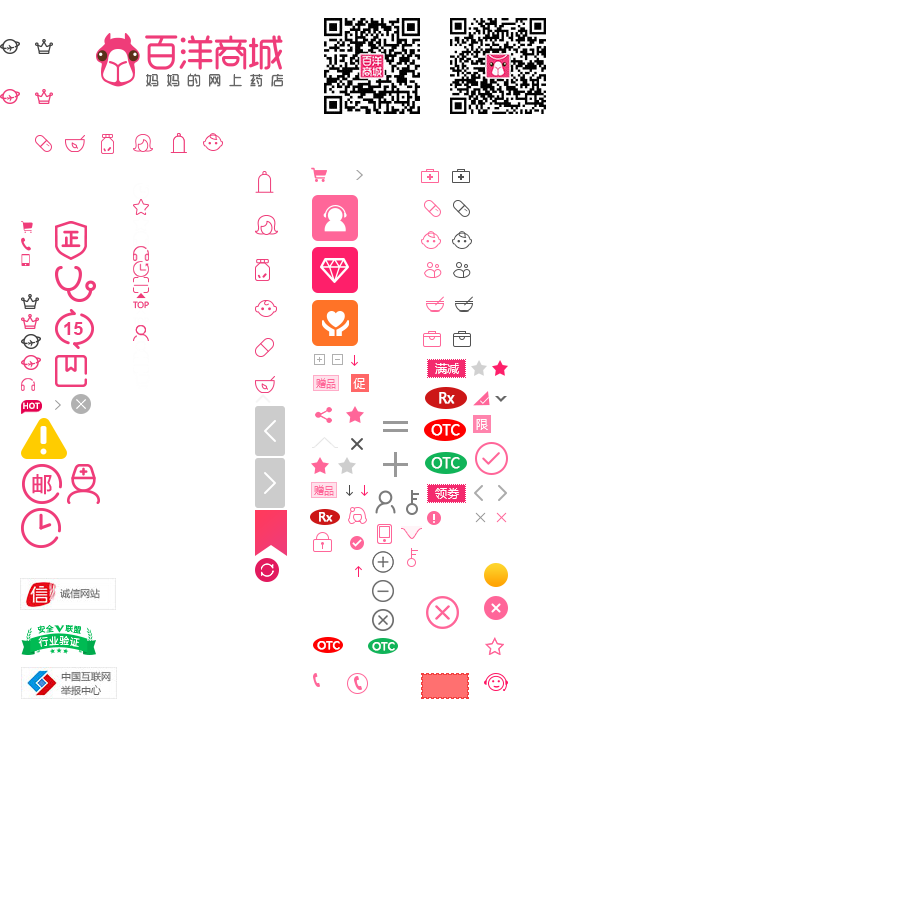 百洋商城
妈妈的网上药店
百洋
商城
正
15
TOP
HOT
邮
诚信网站
信
安全V联盟
行业验证
中国互联网
举报中心
赠品
促
赠品
Rx
OTC
OTC
满减
Rx
OTC
限
OTC
领券